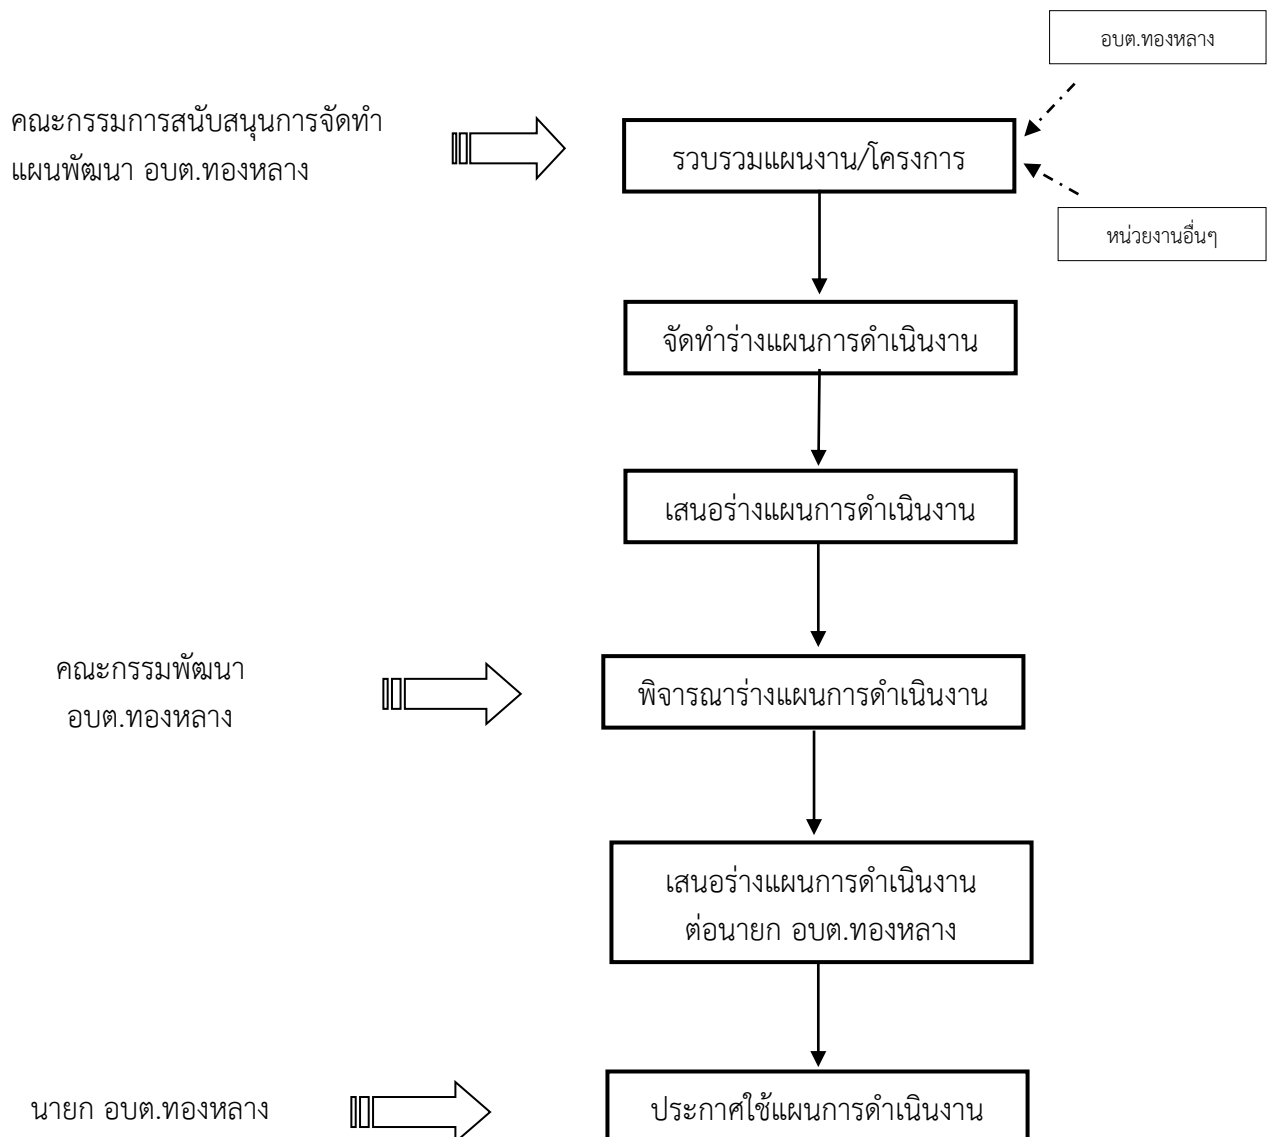 อบต.ทองหลาง
คณะกรรมการสนับสนุนการจัดทำ
แผนพัฒนา อบต.ทองหลาง
รวบรวมแผนงาน/โครงการ
หน่วยงานอื่นๆ
จัดทำร่างแผนการดำเนินงาน
เสนอร่างแผนการดำเนินงาน
คณะกรรมพัฒนา
อบต.ทองหลาง
พิจารณาร่างแผนการดำเนินงาน
เสนอร่างแผนการดำเนินงาน
ต่อนายก อบต.ทองหลาง
นายก อบต.ทองหลาง
ประกาศใช้แผนการดำเนินงาน